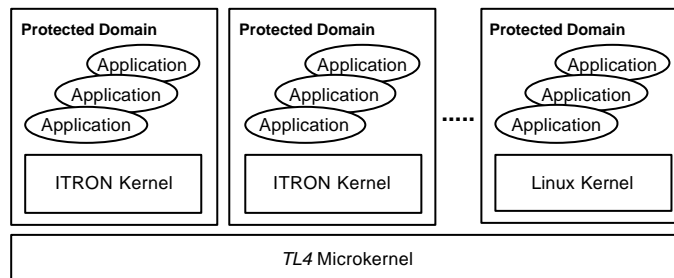 Protected Domain
Application
Application
Application
ITRON Kernel
Protected Domain
Application
Application
Application
ITRON Kernel
.....
Protected Domain
Application
Application
Application
Linux Kernel
TL4 Microkernel